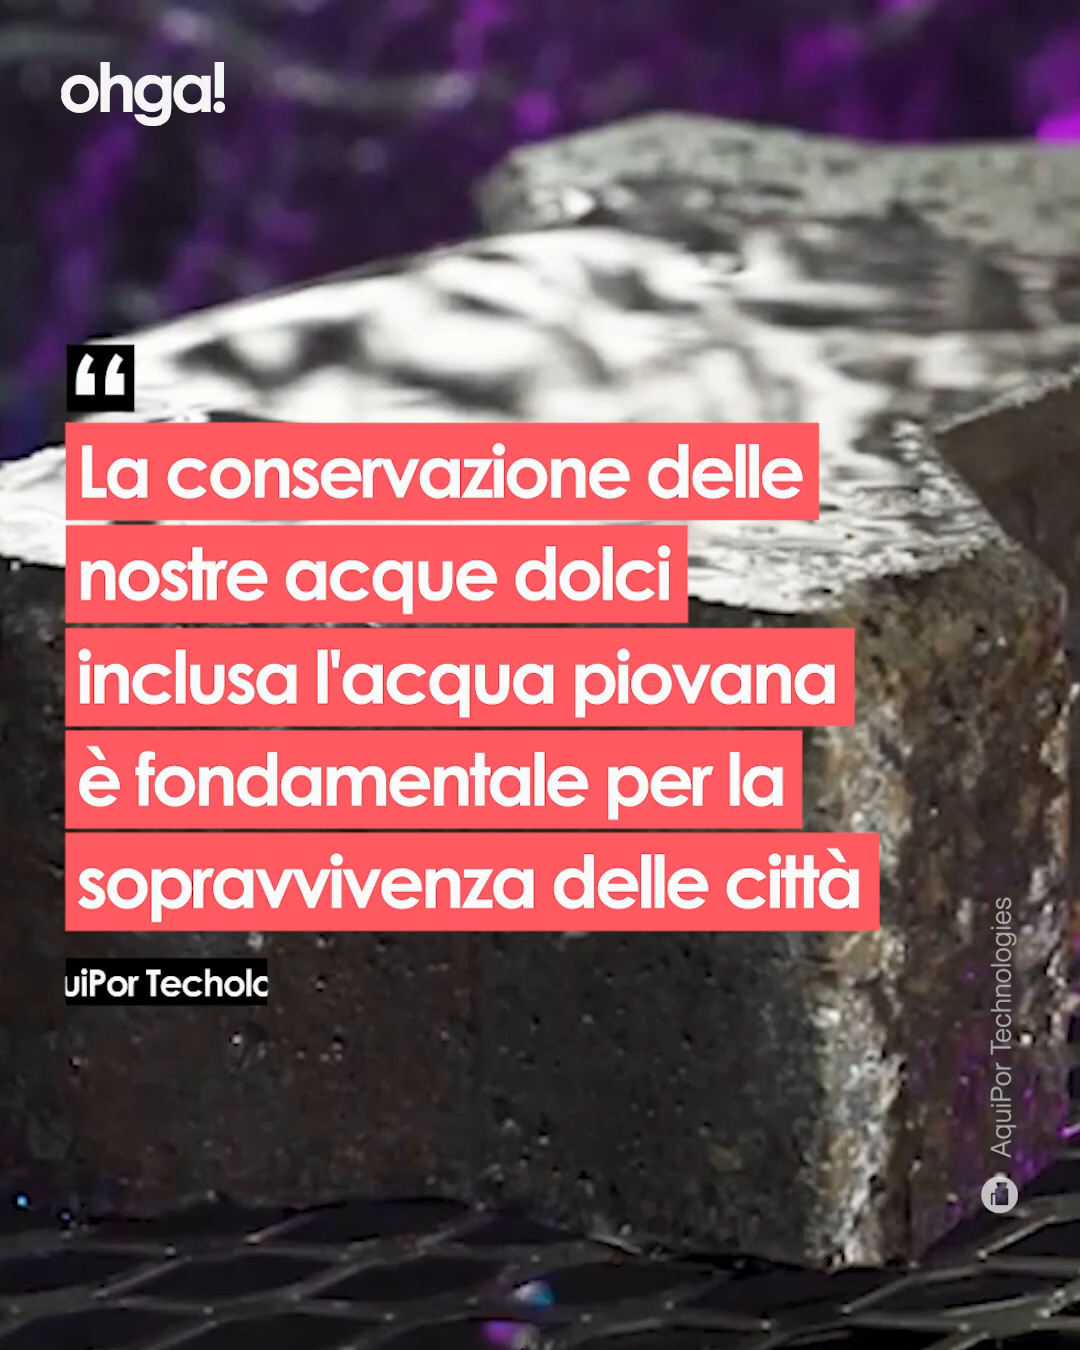 ohga!
“
La conservazione delle
nostre acque dolci
inclusa l'acqua piovana
è fondamentale per la
sopravvivenza delle città
uiPor Techolo
AquiPor Technologies